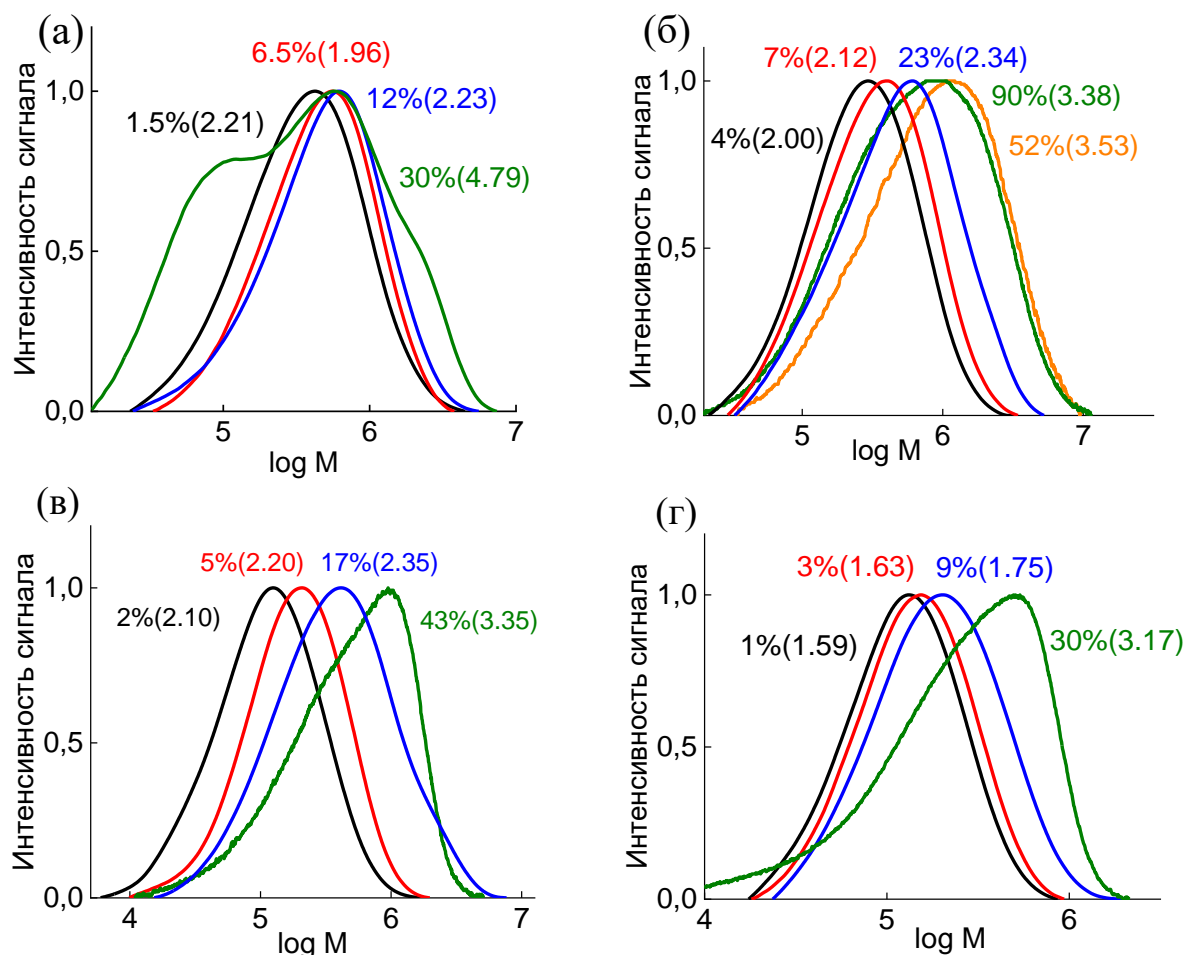 (а)
6.5%(1.96)
12%(2.23)
1.5%(2.21)
30%(4.79)
Интенсивность сигнала
1,0
0,5
0,0
5 6 7
log M
(б)
7%(2.12) 23%(2.34)
90%(3.38)
4%(2.00)
52%(3.53)
Интенсивность сигнала
1,0
0,5
0,0
5 6 7
log M
(в)
5%(2.20) 17%(2.35)
2%(2.10)
43%(3.35)
Интенсивность сигнала
1,0
0,5
0,0
4 5 6 7
log M
(г)
3%(1.63) 9%(1.75)
1%(1.59)
30%(3.17)
Интенсивность сигнала
1,0
0,5
0,0
4 5 6
log M